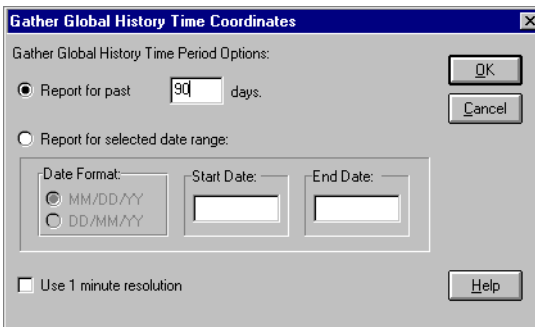 Gather Global History Time Coordinates
Gather Global History Time Period Options:
Report for past 90 days.
OK
Cancel
Report for selected date range:
Date Format:
MM/DD/YY
DD/MM/YY
Start Date:
End Date:
Use 1 minute resolution
Help